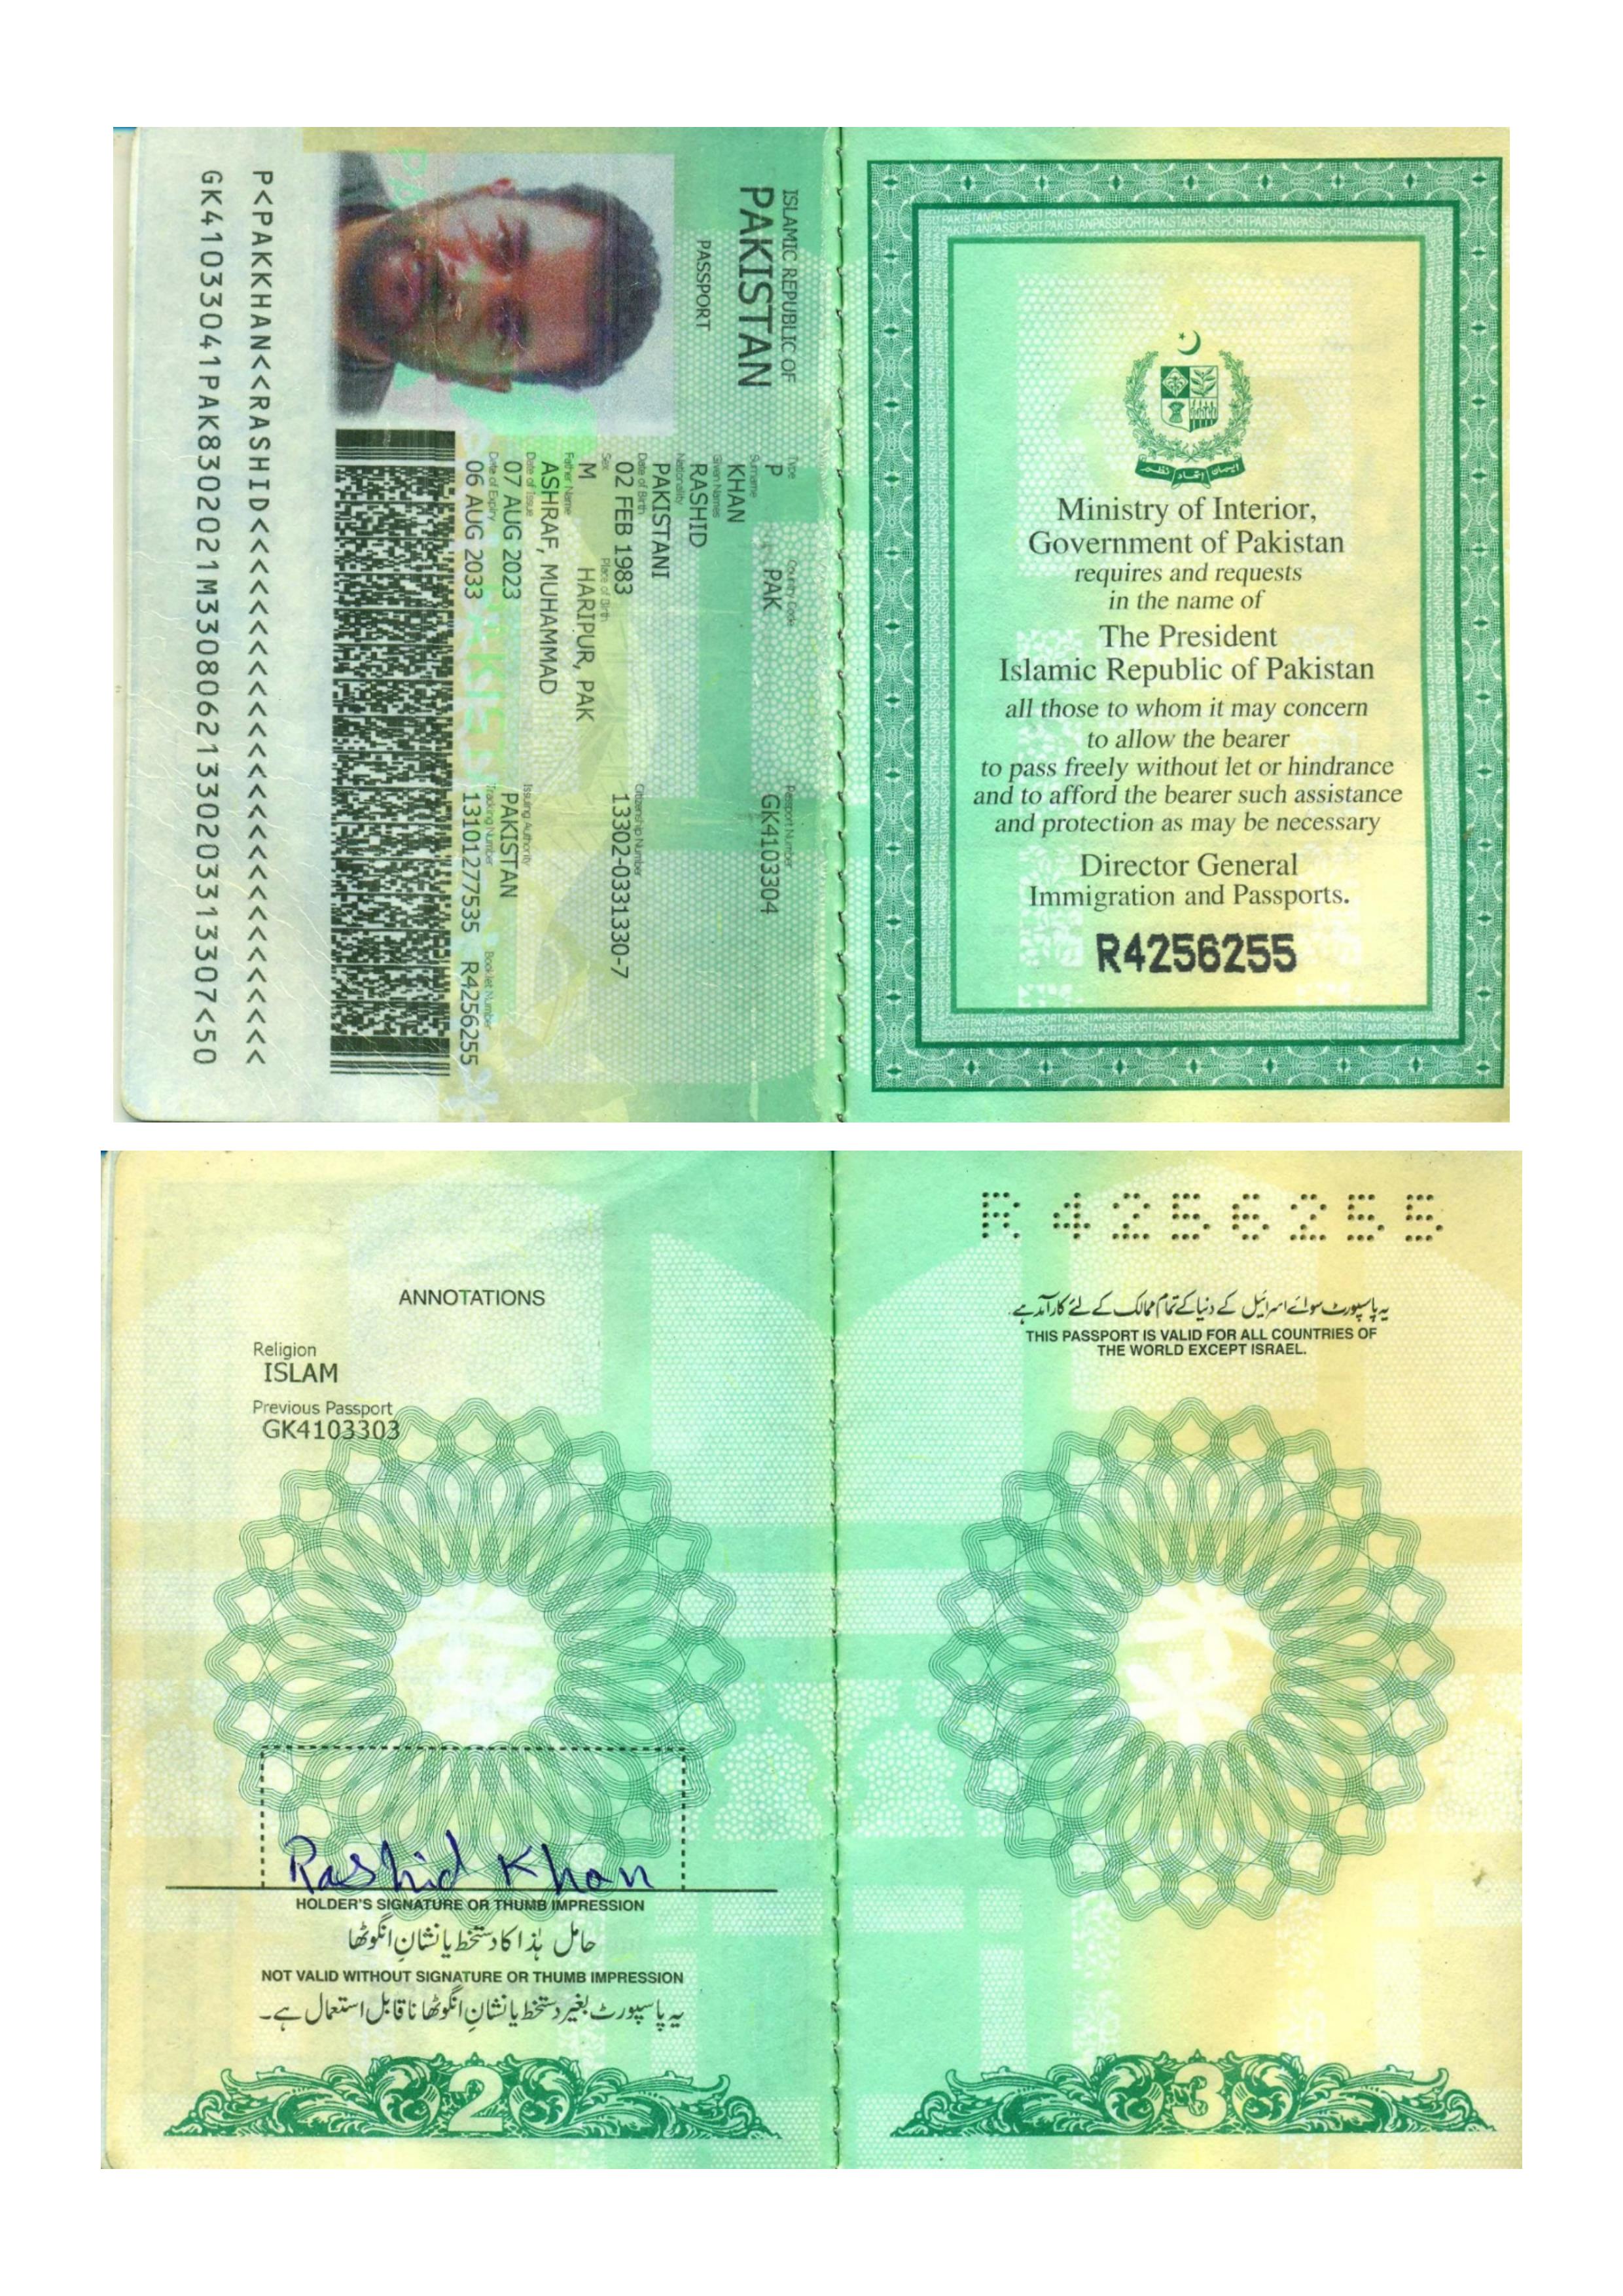 ISLAMIC REPUBLIC OF
PAKISTAN
PASSPORT
Type Country Code Passport Number
P PAK GK4103304
Surname
KHAN
Given Names
RASHID
Nationality
PAKISTANI
Date of Birth Citizenship Number
02 FEB 1983 13302-0331330-7
Sex Place of Birth
M HARIPUR, PAK
Father Name
ASHRAF, MUHAMMAD
Date of Issue Issuing Authority
07 AUG 2023 PAKISTAN
Date of Expiry Tracking Number Booklet Number
06 AUG 2033 13101277535 R4256255
P<PAKKHAN<<RASHID<<<<<<<<<<<<<<<<<<<<<<<<<<<
GK41033041PAK8302021M33080621330203313307<50
Ministry of Interior,
Government of Pakistan
requires and requests
in the name of
The President
Islamic Republic of Pakistan
all those to whom it may concern
to allow the bearer
to pass freely without let or hindrance
and to afford the bearer such assistance
and protection as may be necessary
Director General
Immigration and Passports.
R4256255
ANNOTATIONS
Religion
ISLAM
Previous Passport
GK4103303
Rashid Khan
HOLDER'S SIGNATURE OR THUMB IMPRESSION
حامل ہٰذا کا دستخط یا نشانِ انگوٹھا
NOT VALID WITHOUT SIGNATURE OR THUMB IMPRESSION
یہ پاسپورٹ بغیر دستخط یا نشانِ انگوٹھا ناقابل استعمال ہے۔
2
R4256255
یہ پاسپورٹ سوائے اسرائیل کے دنیا کے تمام ممالک کے لئے کارآمد ہے۔
THIS PASSPORT IS VALID FOR ALL COUNTRIES OF
THE WORLD EXCEPT ISRAEL.
3